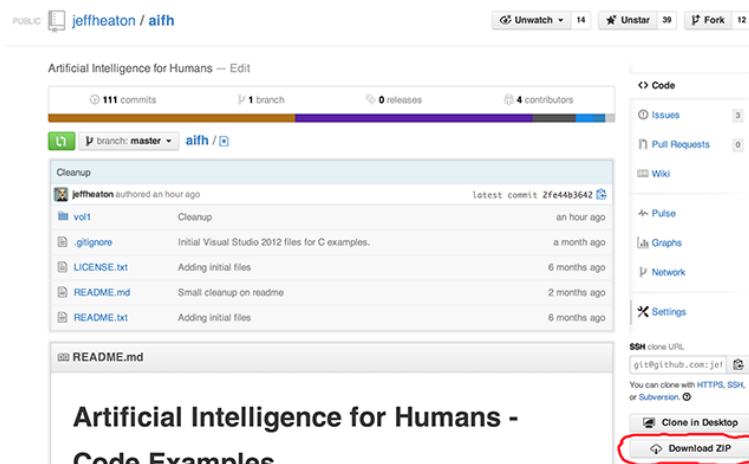 PUBLIC jeffheaton / aifh Unwatch 14 Unstar 39 Fork 12
Artificial Intelligence for Humans — Edit
111 commits 1 branch 0 releases 4 contributors
branch: master aifh /
Cleanup
jeffheaton authored an hour ago latest commit 2fe44b3642
vol1 Cleanup an hour ago
.gitignore Initial Visual Studio 2012 files for C examples. a month ago
LICENSE.txt Adding initial files 6 months ago
README.md Small cleanup on readme 2 months ago
README.txt Adding initial files 6 months ago
README.md
Artificial Intelligence for Humans -
Code Examples
Code
Issues 3
Pull Requests 0
Wiki
Pulse
Graphs
Network
Settings
SSH clone URL
git@github.com:jef
You can clone with HTTPS, SSH,
or Subversion.
Clone in Desktop
Download ZIP